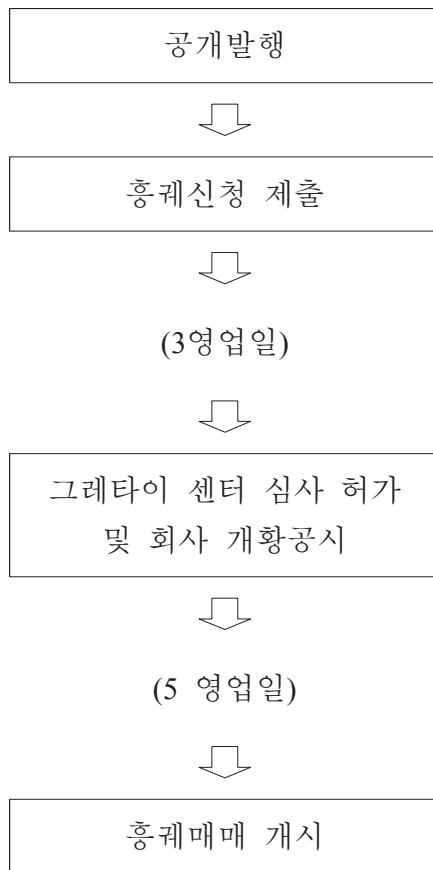 공개발행
흥궤신청 제출
(3영업일)
그레타이 센터 심사 허가
및 회사 개황공시
(5 영업일)
흥궤매매 개시